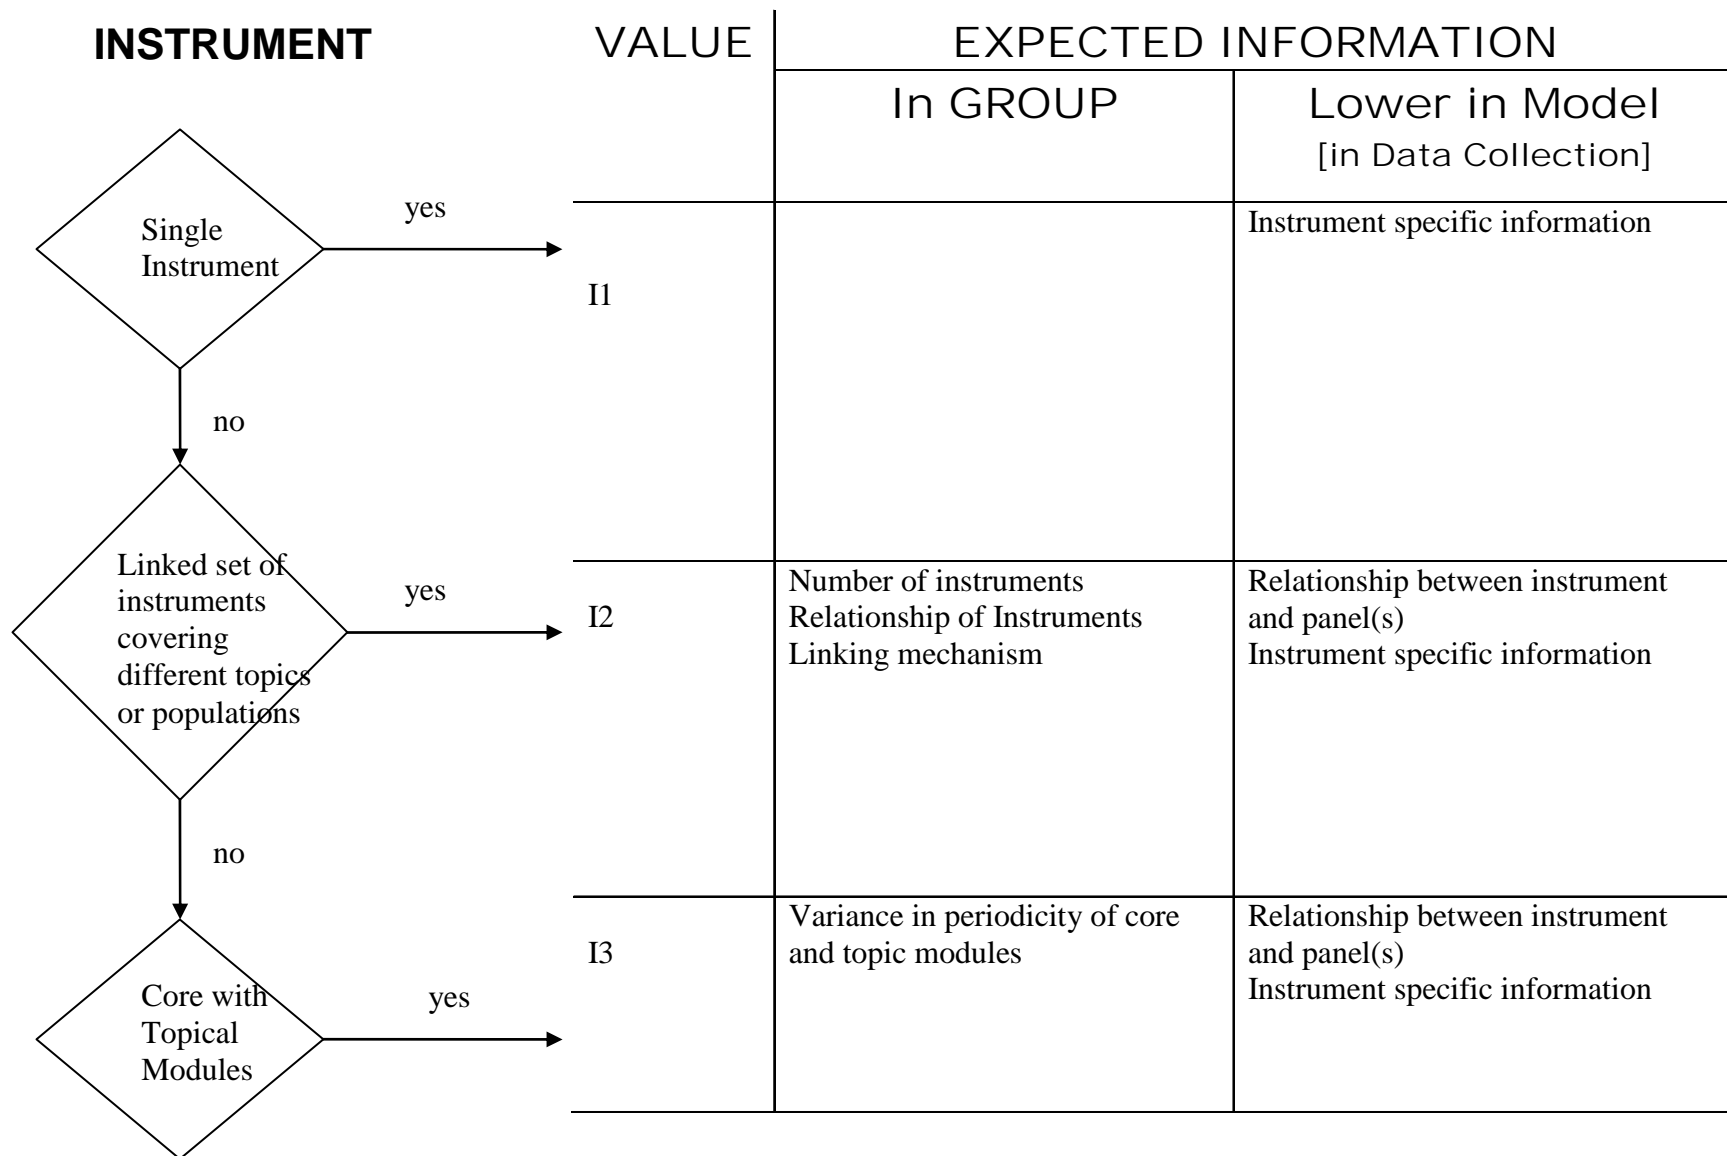 INSTRUMENT
VALUE
EXPECTED INFORMATION
In GROUP
Lower in Model
[in Data Collection]
Single
Instrument
yes
I1
Instrument specific information
no
Linked set of
instruments
covering
different topics
or populations
yes
I2
Number of instruments
Relationship of Instruments
Linking mechanism
Relationship between instrument
and panel(s)
Instrument specific information
no
Core with
Topical
Modules
yes
I3
Variance in periodicity of core
and topic modules
Relationship between instrument
and panel(s)
Instrument specific information